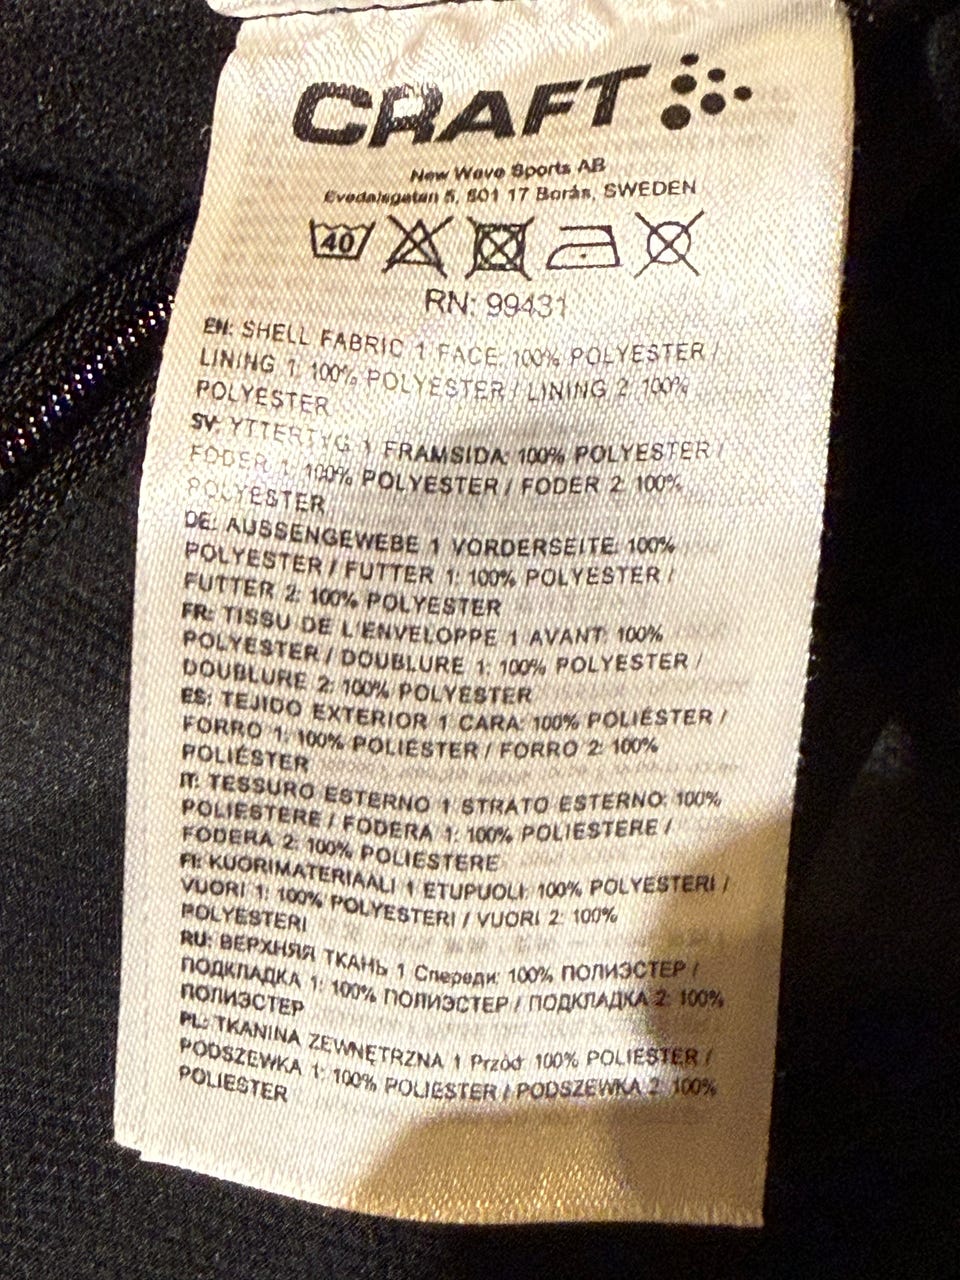 CRAFT
New Wave Sports AB
Evedalsgatan 5, 501 17 Borås, SWEDEN
40
RN: 99431
EN: SHELL FABRIC 1 FACE: 100% POLYESTER /
LINING 1: 100% POLYESTER / LINING 2: 100%
POLYESTER
SV: YTTERTYG 1 FRAMSIDA: 100% POLYESTER /
FODER 1: 100% POLYESTER / FODER 2: 100%
POLYESTER
DE: AUSSENGEWEBE 1 VORDERSEITE: 100%
POLYESTER / FUTTER 1: 100% POLYESTER /
FUTTER 2: 100% POLYESTER
FR: TISSU DE L'ENVELOPPE 1 AVANT: 100%
POLYESTER / DOUBLURE 1: 100% POLYESTER /
DOUBLURE 2: 100% POLYESTER
ES: TEJIDO EXTERIOR 1 CARA: 100% POLIÉSTER /
FORRO 1: 100% POLIÉSTER / FORRO 2: 100%
POLIÉSTER
IT: TESSURO ESTERNO 1 STRATO ESTERNO: 100%
POLIESTERE / FODERA 1: 100% POLIESTERE /
FODERA 2: 100% POLIESTERE
FI: KUORIMATERIAALI 1 ETUPUOLI: 100% POLYESTERI /
VUORI 1: 100% POLYESTERI / VUORI 2: 100%
POLYESTERI
RU: ВЕРХНЯЯ ТКАНЬ 1 Спереди: 100% ПОЛИЭСТЕР /
ПОДКЛАДКА 1: 100% ПОЛИЭСТЕР / ПОДКЛАДКА 2: 100%
ПОЛИЭСТЕР
PL: TKANINA ZEWNĘTRZNA 1 Przód: 100% POLIESTER /
PODSZEWKA 1: 100% POLIESTER / PODSZEWKA 2: 100%
POLIESTER